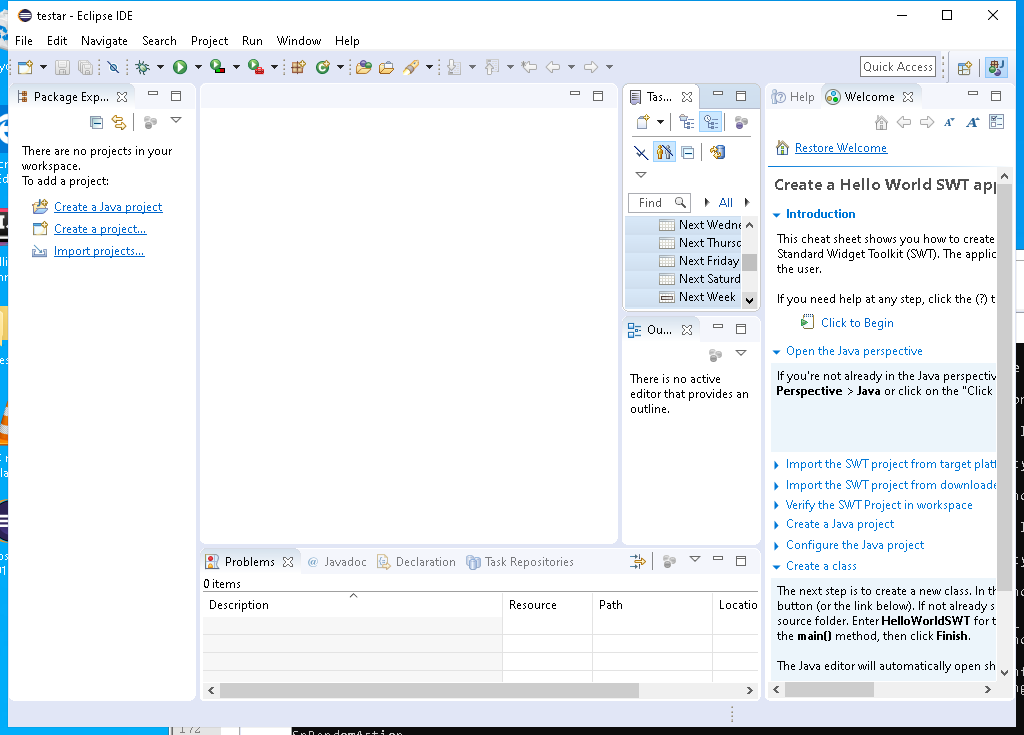 testar - Eclipse IDE
File Edit Navigate Search Project Run Window Help
Quick Access
Package Exp...
There are no projects in your
workspace.
To add a project:
Create a Java project
Create a project...
Import projects...
Tas...
Find
All
Next Wedne
Next Thursd
Next Friday
Next Saturd
Next Week
Ou...
There is no active
editor that provides an
outline.
Help Welcome
Restore Welcome
Create a Hello World SWT app
Introduction
This cheat sheet shows you how to create
Standard Widget Toolkit (SWT). The applic
the user.
If you need help at any step, click the (?) t
Click to Begin
Open the Java perspective
If you're not already in the Java perspectiv
Perspective > Java or click on the "Click
Import the SWT project from target platf
Import the SWT project from downloade
Verify the SWT Project in workspace
Create a Java project
Configure the Java project
Create a class
The next step is to create a new class. In th
button (or the link below). If not already s
source folder. Enter HelloWorldSWT for t
the main() method, then click Finish.
The Java editor will automatically open sh
Problems @ Javadoc Declaration Task Repositories
0 items
Description Resource Path Locatio
172